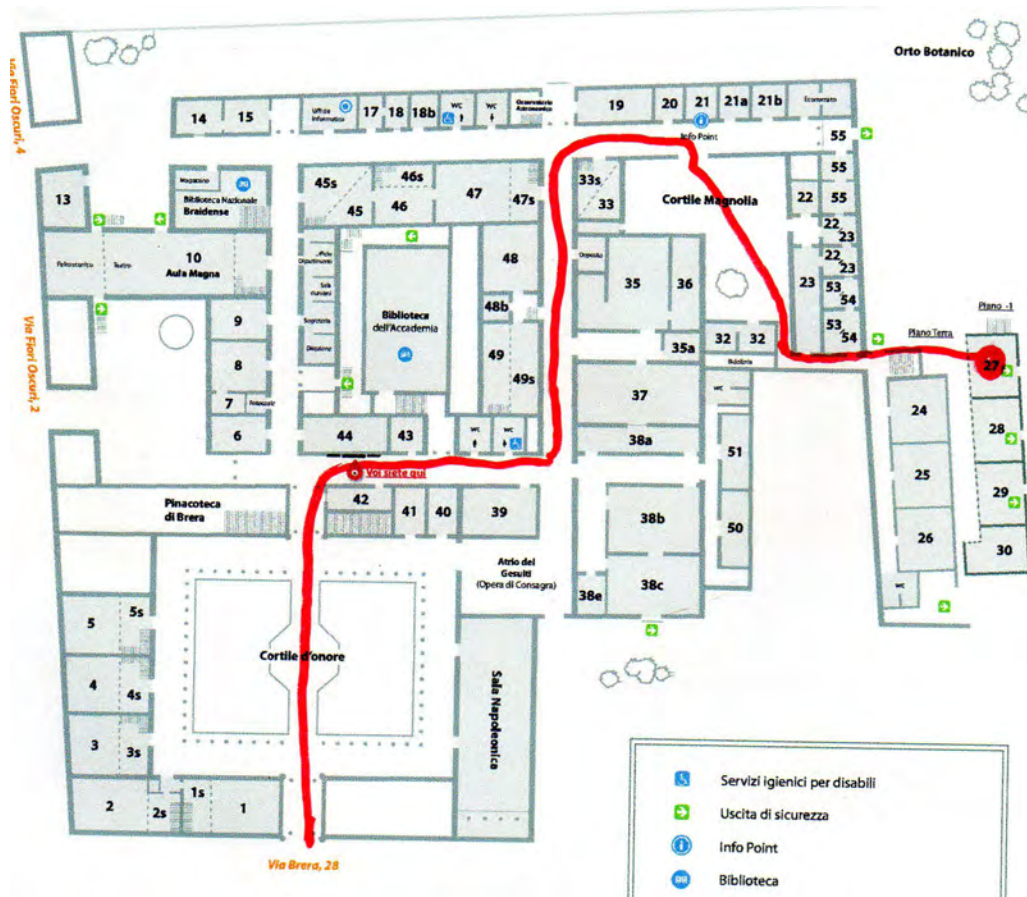 Orto Botanico
Via Fiori Oscuri, 4
14
15
Ufficio
Informatica
17
18
18b
WC
WC
Osservatorio
Astronomico
19
20
21
21a
21b
Economato
Info Point
55
55
55
13
Magazzino
Biblioteca Nazionale
Braidense
45s
46s
45
46
47
47s
33s
33
Cortile Magnolia
22
22
23
22
23
23
53
54
53
54
10
Aula Magna
Teatro
Deposito
35
36
48
48b
49
49s
Biblioteca
dell'Accademia
Segreteria
Direzione
9
8
7
6
Via Fiori Oscuri, 2
35a
32
32
37
38a
WC
51
50
Piano -1
Piano Terra
27
28
29
30
24
25
26
WC
44
43
WC
WC
Voi siete qui
42
41
40
39
38b
38c
38e
Pinacoteca
di Brera
Atrio dei
Gesuiti
(Opera di Consagra)
5
5s
4
4s
3
3s
2
2s
1s
1
Cortile d'onore
Sala Napoleonica
Via Brera, 28
Servizi igienici per disabili
Uscita di sicurezza
Info Point
Biblioteca